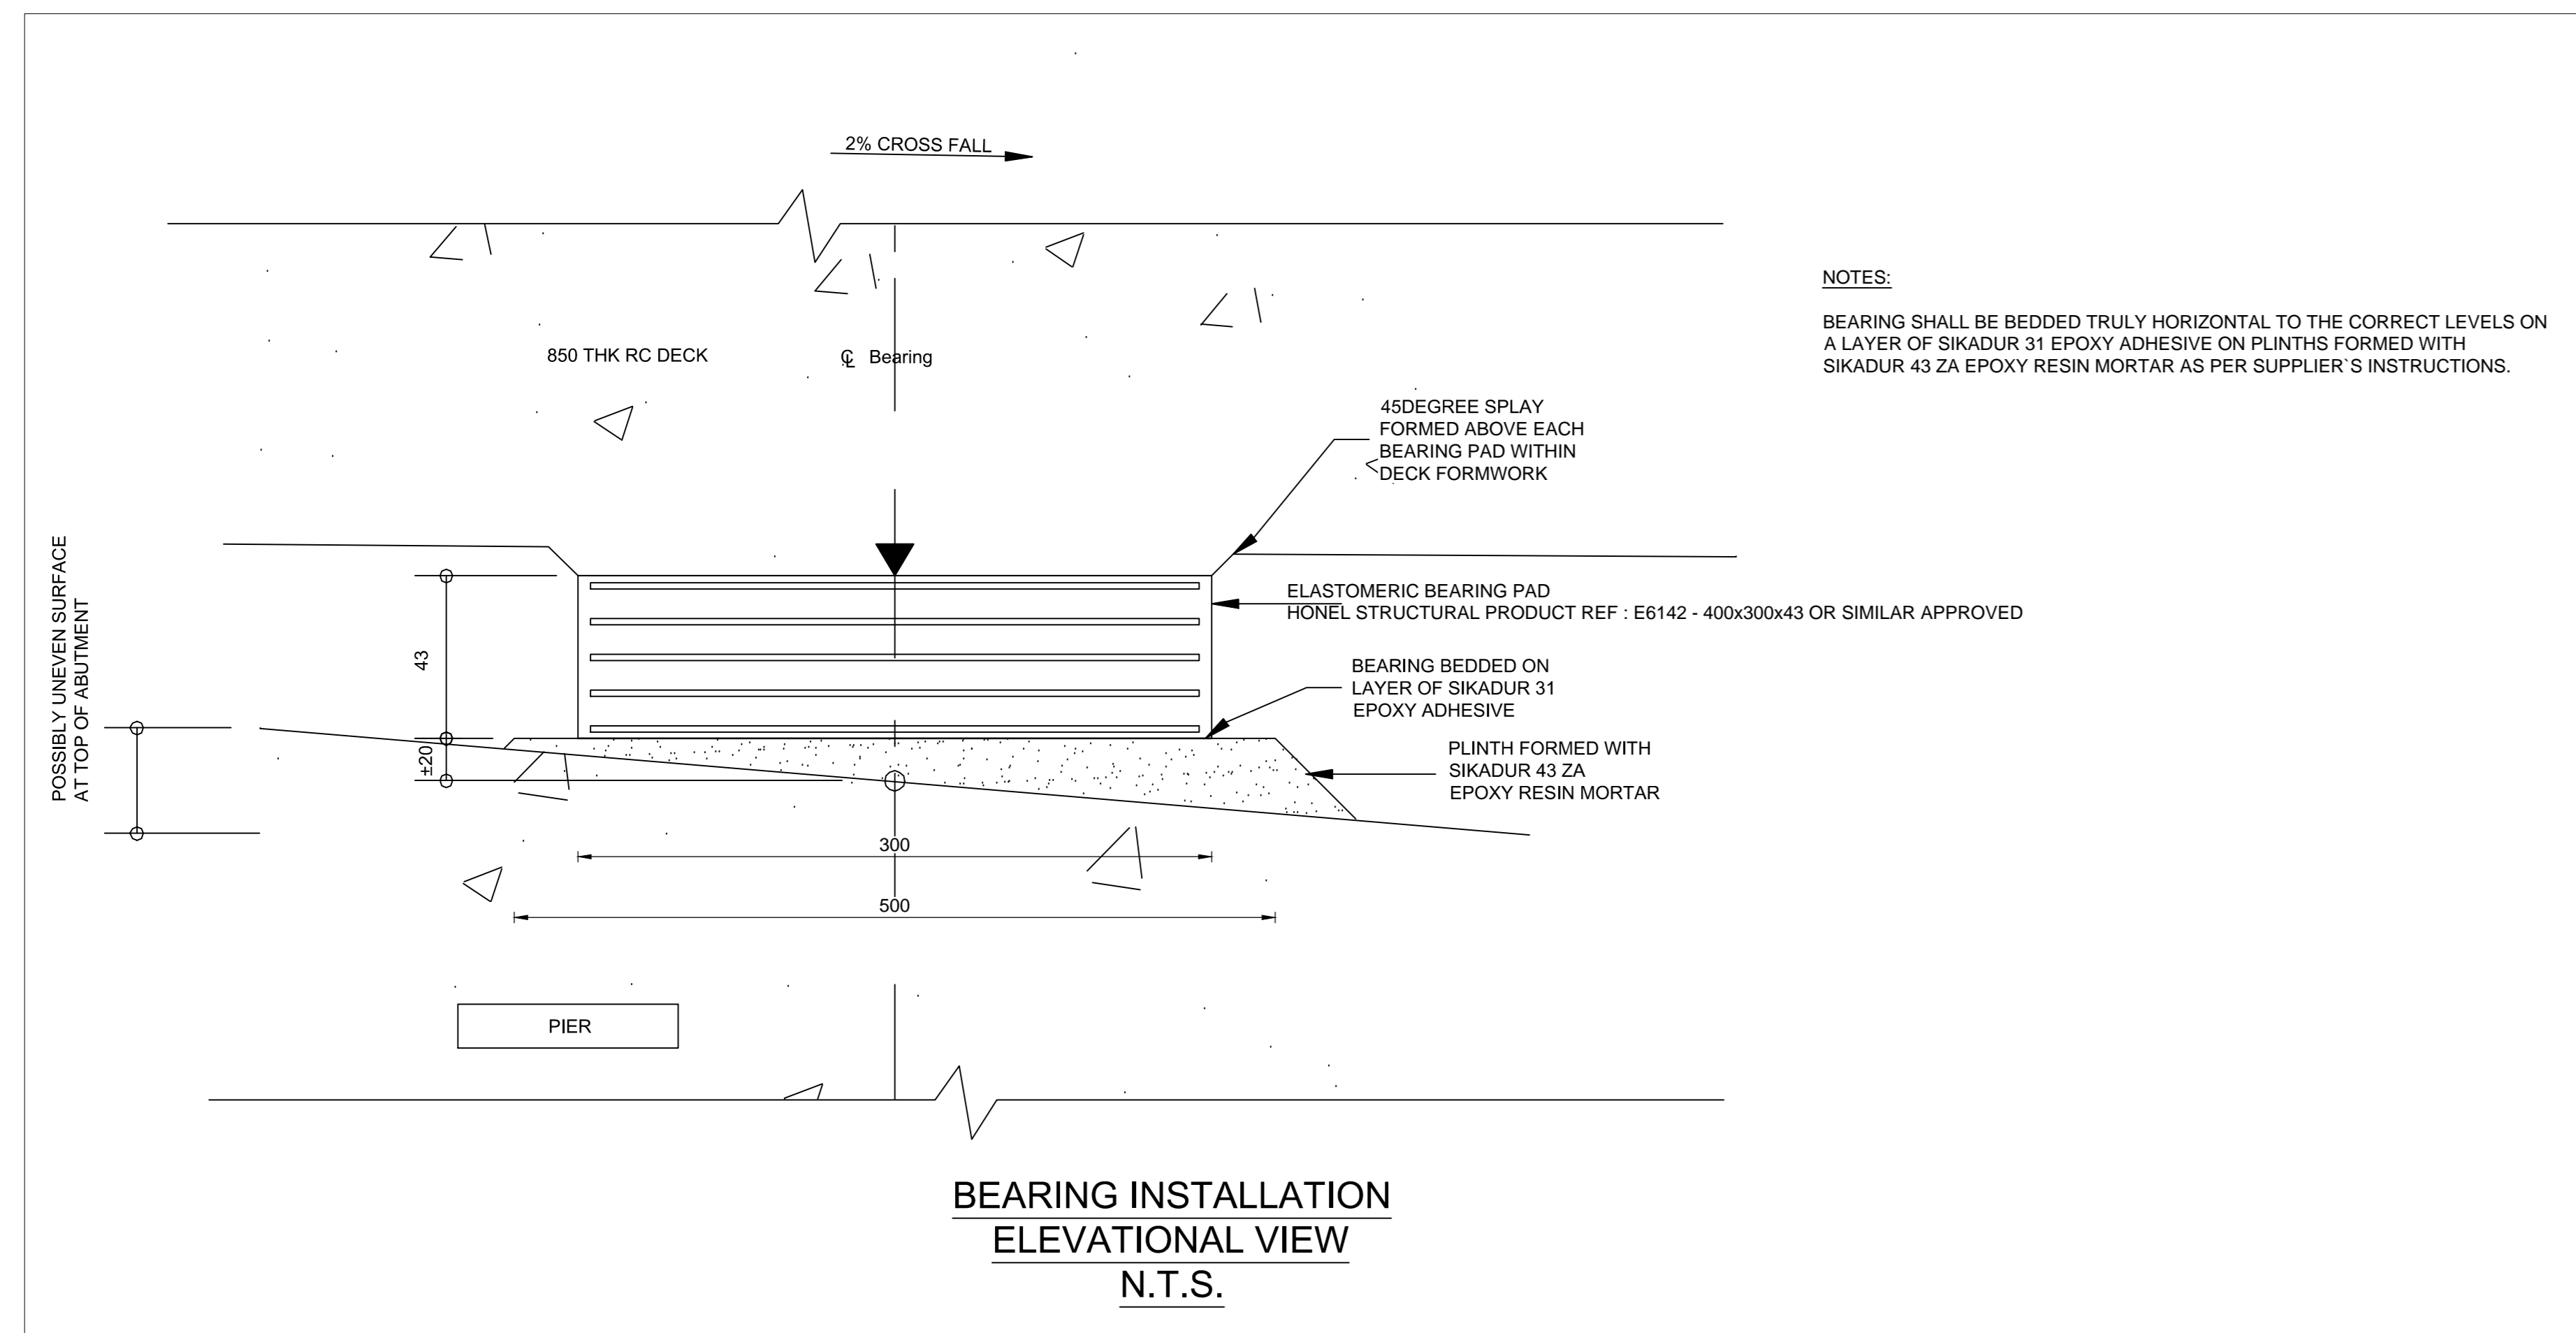 2% CROSS FALL
NOTES:
BEARING SHALL BE BEDDED TRULY HORIZONTAL TO THE CORRECT LEVELS ON
A LAYER OF SIKADUR 31 EPOXY ADHESIVE ON PLINTHS FORMED WITH
SIKADUR 43 ZA EPOXY RESIN MORTAR AS PER SUPPLIER`S INSTRUCTIONS.
850 THK RC DECK
℄ Bearing
45DEGREE SPLAY
FORMED ABOVE EACH
BEARING PAD WITHIN
DECK FORMWORK
POSSIBLY UNEVEN SURFACE
AT TOP OF ABUTMENT
43
±20
ELASTOMERIC BEARING PAD
HONEL STRUCTURAL PRODUCT REF : E6142 - 400x300x43 OR SIMILAR APPROVED
BEARING BEDDED ON
LAYER OF SIKADUR 31
EPOXY ADHESIVE
PLINTH FORMED WITH
SIKADUR 43 ZA
EPOXY RESIN MORTAR
300
500
PIER
BEARING INSTALLATION
ELEVATIONAL VIEW
N.T.S.